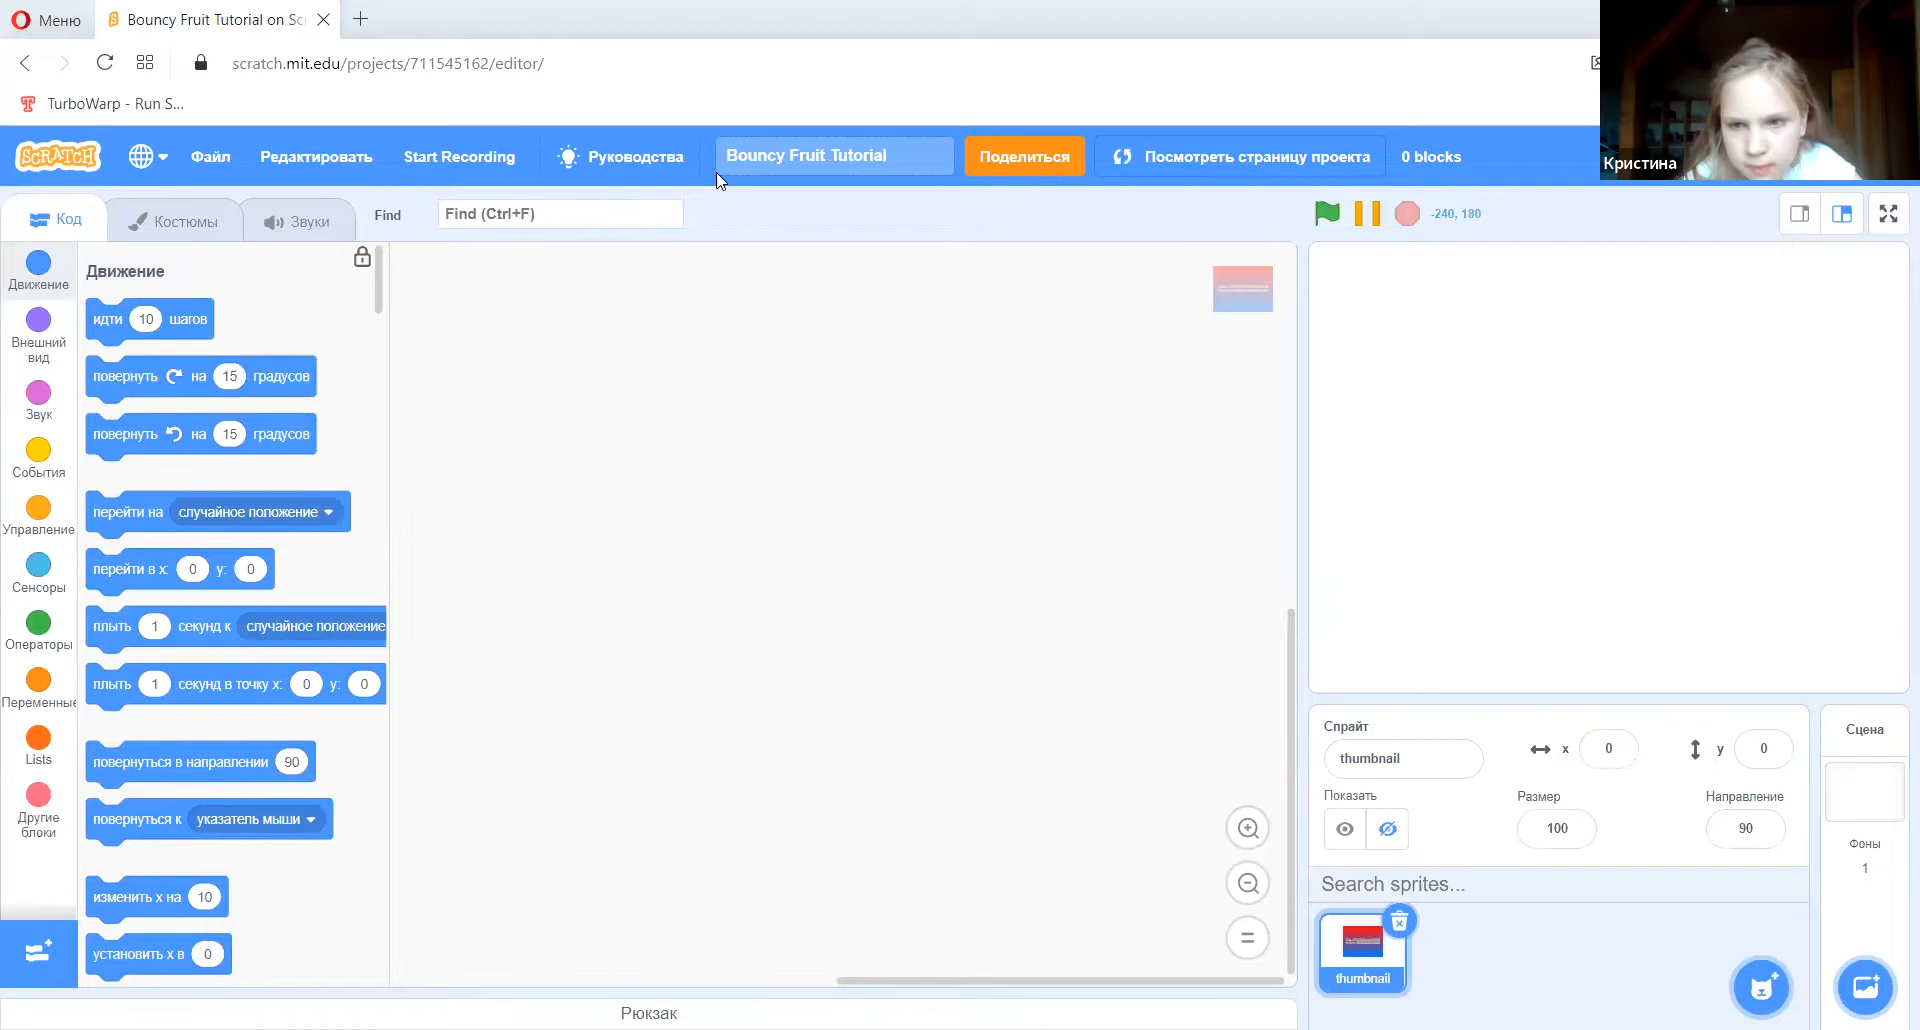 Меню
Bouncy Fruit Tutorial on Sc
scratch.mit.edu/projects/711545162/editor/
TurboWarp - Run S...
SCRATCH
Файл
Редактировать
Start Recording
Руководства
Bouncy Fruit Tutorial
Поделиться
Посмотреть страницу проекта
0 blocks
Кристина
Код
Костюмы
Звуки
Find
Find (Ctrl+F)
-240, 180
Движение
Внешний
вид
Звук
События
Управление
Сенсоры
Операторы
Переменные
Lists
Другие
блоки
Движение
идти 10 шагов
повернуть на 15 градусов
повернуть на 15 градусов
перейти на случайное положение
перейти в x: 0 y: 0
плыть 1 секунд к случайное положение
плыть 1 секунд в точку x: 0 y: 0
повернуться в направлении 90
повернуться к указатель мыши
изменить x на 10
установить x в 0
Спрайт
thumbnail
x 0
y 0
Показать
Размер
100
Направление
90
Search sprites...
thumbnail
Сцена
Фоны
1
Рюкзак